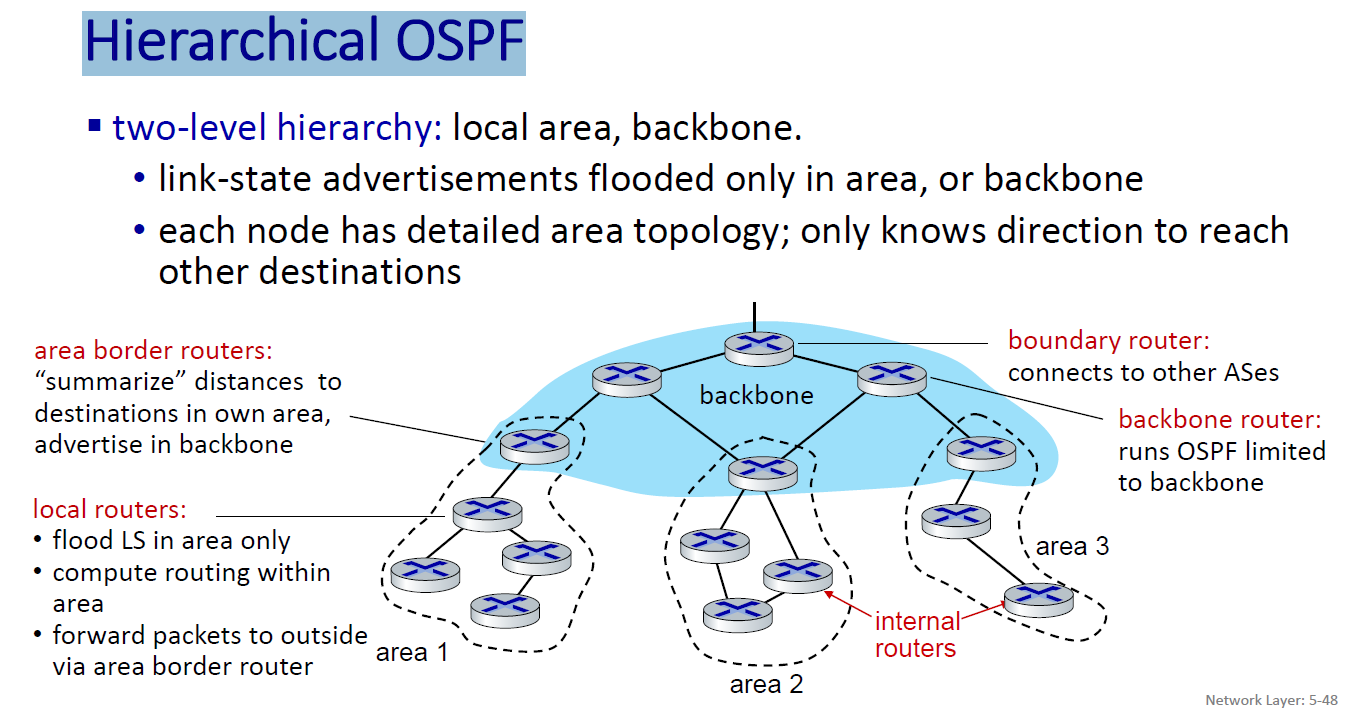 Hierarchical OSPF
▪ two-level hierarchy: local area, backbone.
• link-state advertisements flooded only in area, or backbone
• each node has detailed area topology; only knows direction to reach
other destinations
area border routers:
“summarize” distances to
destinations in own area,
advertise in backbone
local routers:
• flood LS in area only
• compute routing within
area
• forward packets to outside
via area border router
backbone
boundary router:
connects to other ASes
backbone router:
runs OSPF limited
to backbone
area 1
area 2
area 3
internal
routers
Network Layer: 5-48